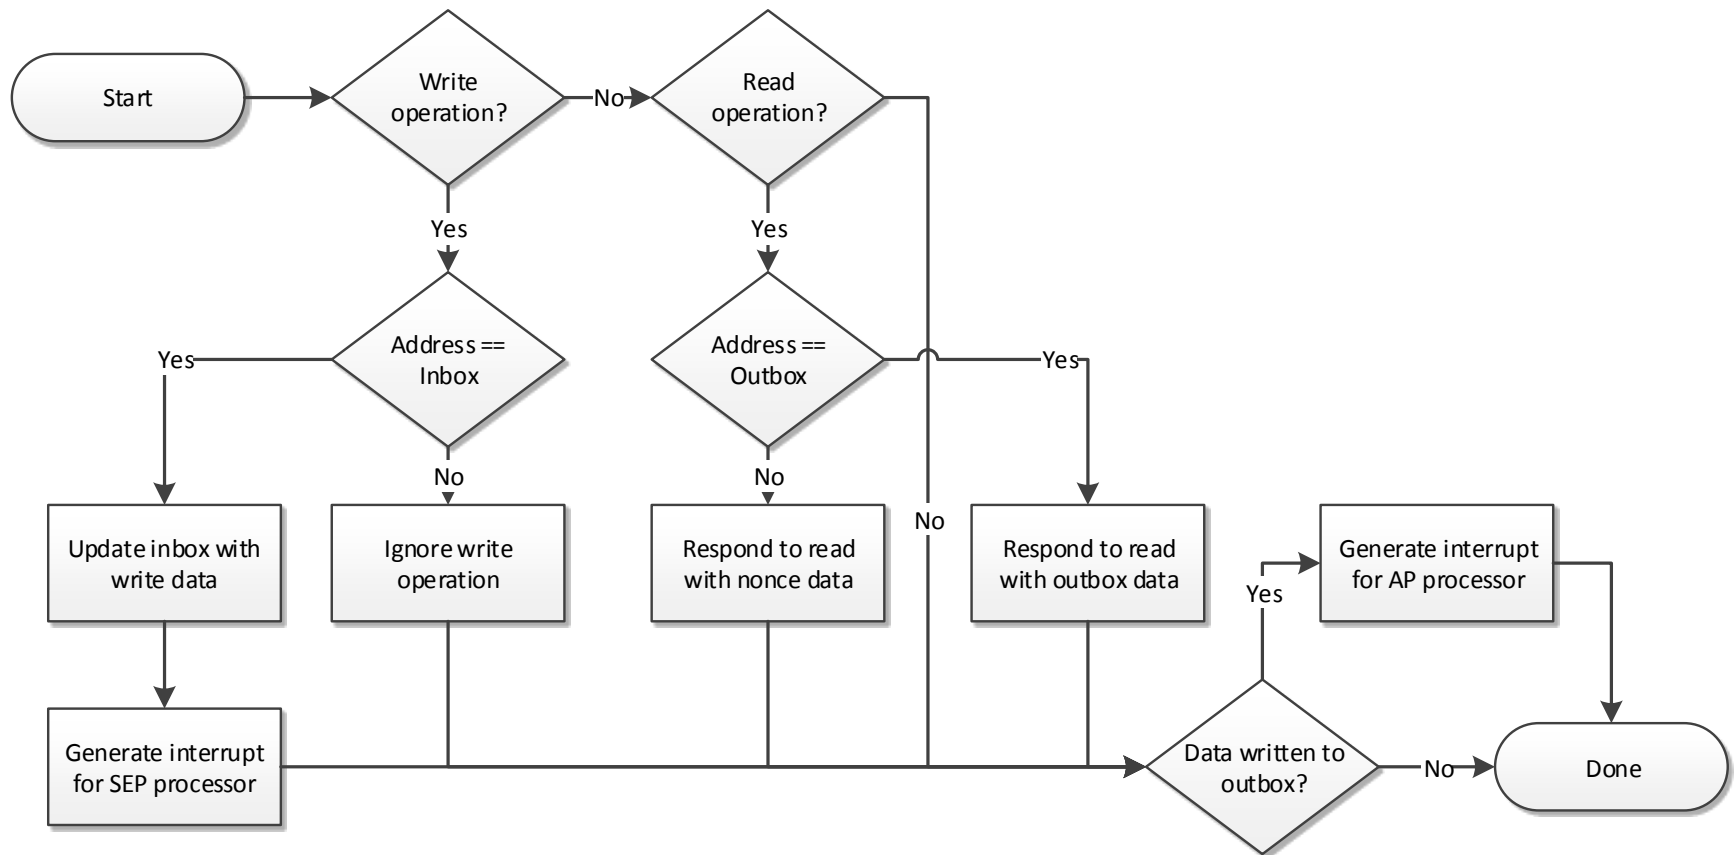 Start
Write
operation?
No
Read
operation?
Yes
Yes
Address ==
Inbox
Address ==
Outbox
Yes
Yes
No
No
No
Update inbox with
write data
Ignore write
operation
Respond to read
with nonce data
Respond to read
with outbox data
Generate interrupt
for AP processor
Yes
Generate interrupt
for SEP processor
Data written to
outbox?
No
Done